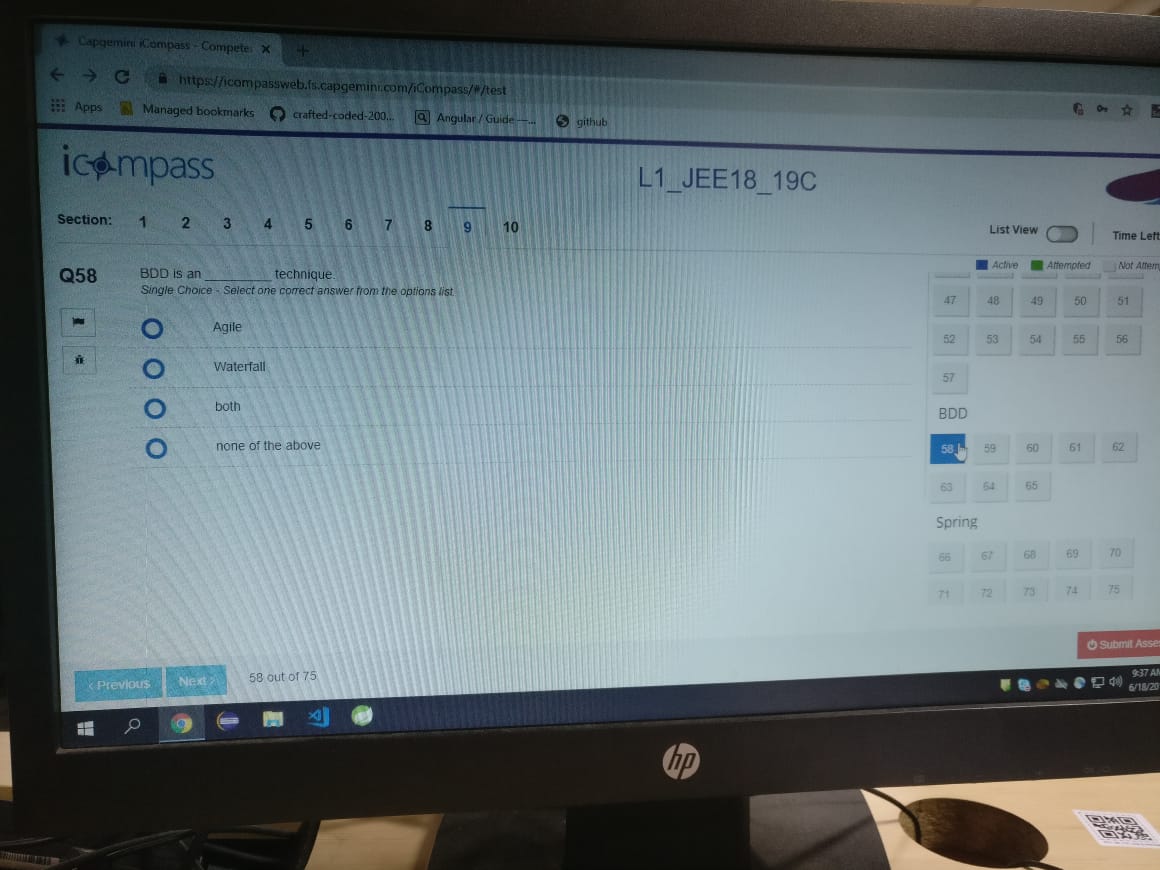 Capgemini iCompass - Compete
https://icompassweb.fs.capgemini.com/iCompass/#/test
Apps Managed bookmarks crafted-coded-200... Angular / Guide —... github
icompass
L1_JEE18_19C
Section: 1 2 3 4 5 6 7 8 9 10
List View
Time Left
Active Attempted Not Attem
Q58
BDD is an ________ technique.
Single Choice - Select one correct answer from the options list.
Agile
Waterfall
both
none of the above
47 48 49 50 51
52 53 54 55 56
57
BDD
58 59 60 61 62
63 64 65
Spring
66 67 68 69 70
71 72 73 74 75
Submit Asse
< Previous Next > 58 out of 75
9:37 AM
6/18/20
hp